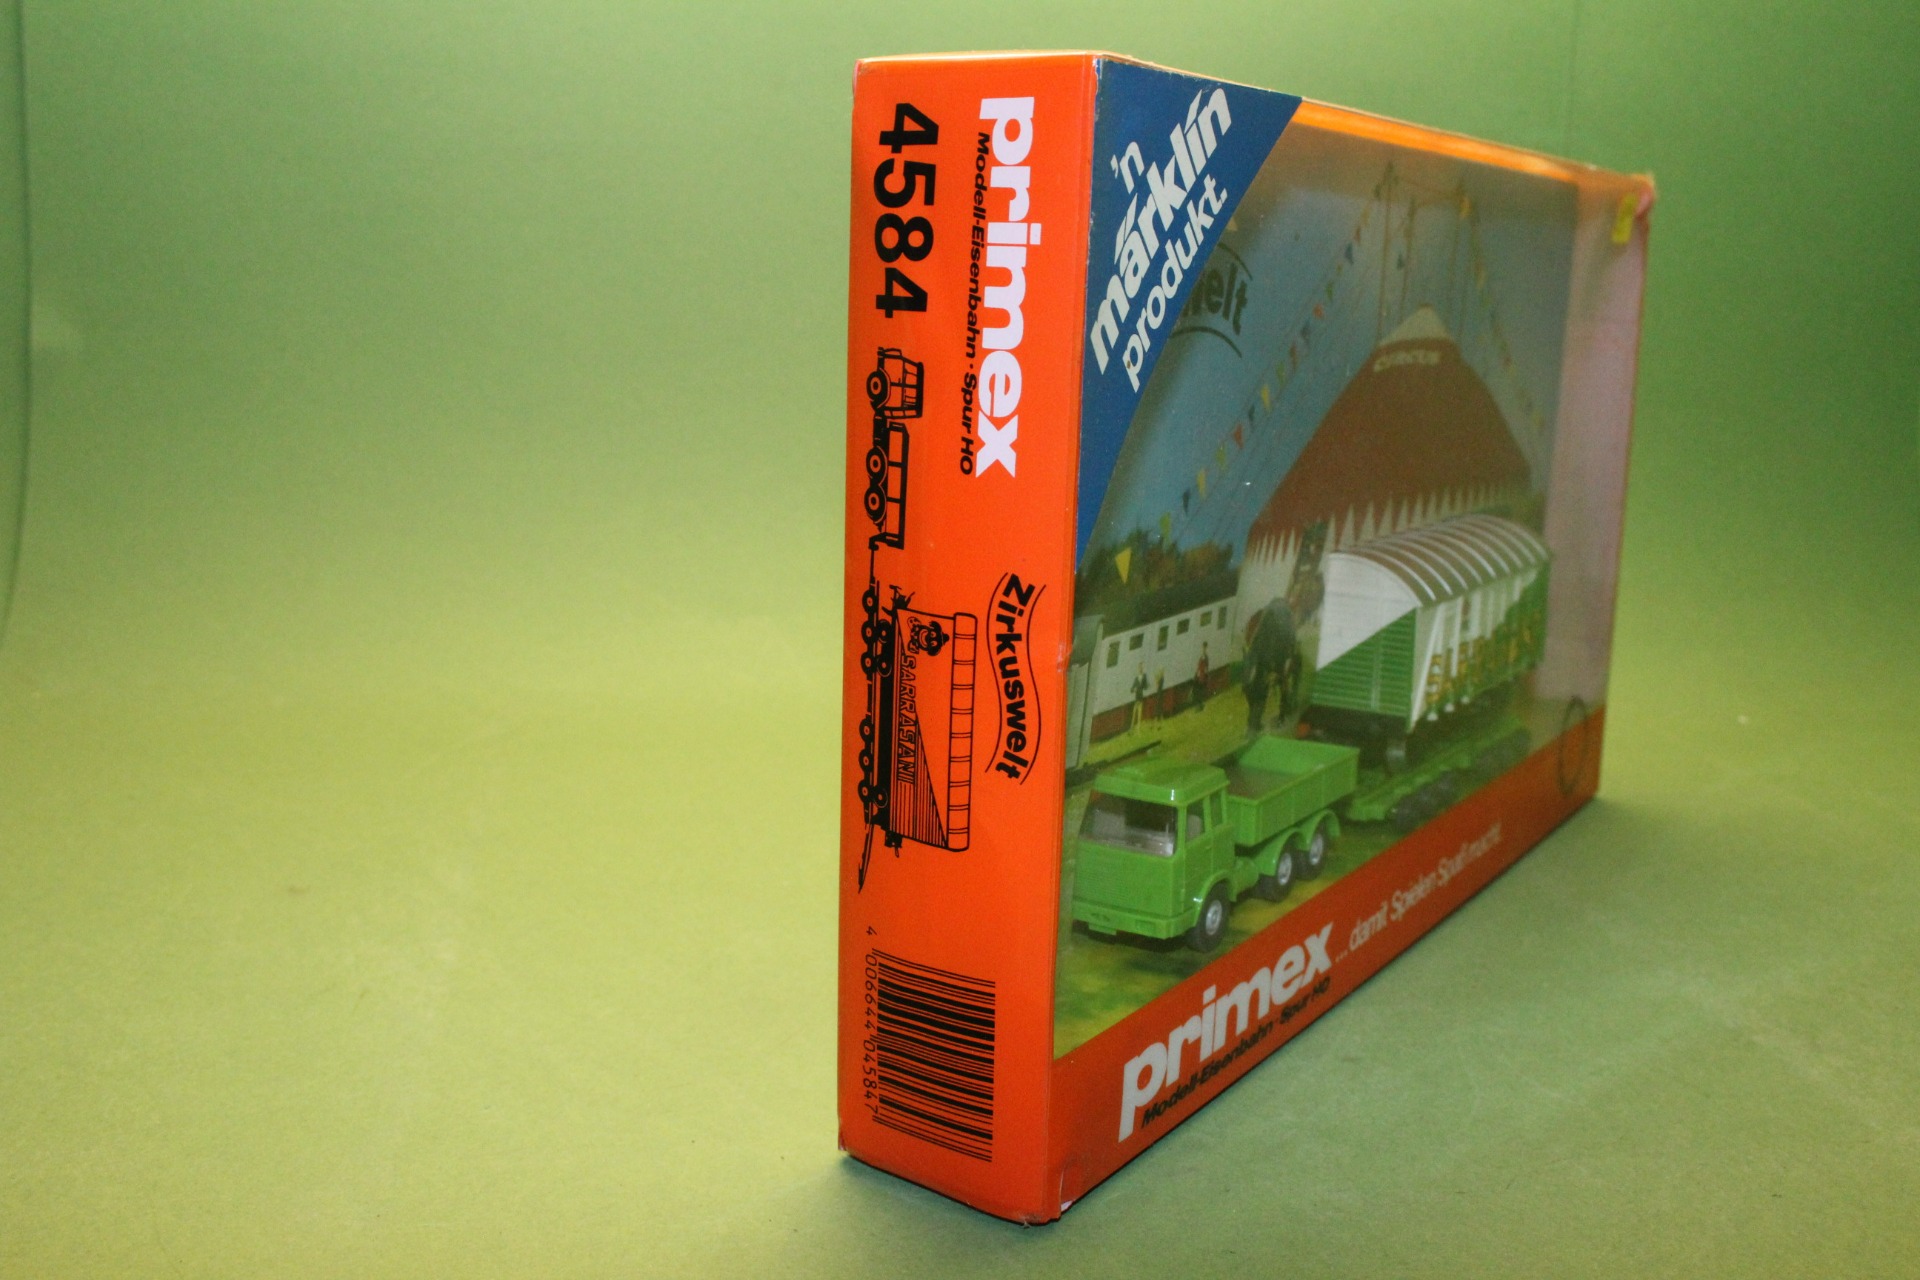 primex
Modell-Eisenbahn · Spur HO
4584
Zirkuswelt
SARRASANI
4 006644 045847
'n
märklin
produkt.
welt
primex ...damit Spielen Spaß macht
Modell-Eisenbahn · Spur HO